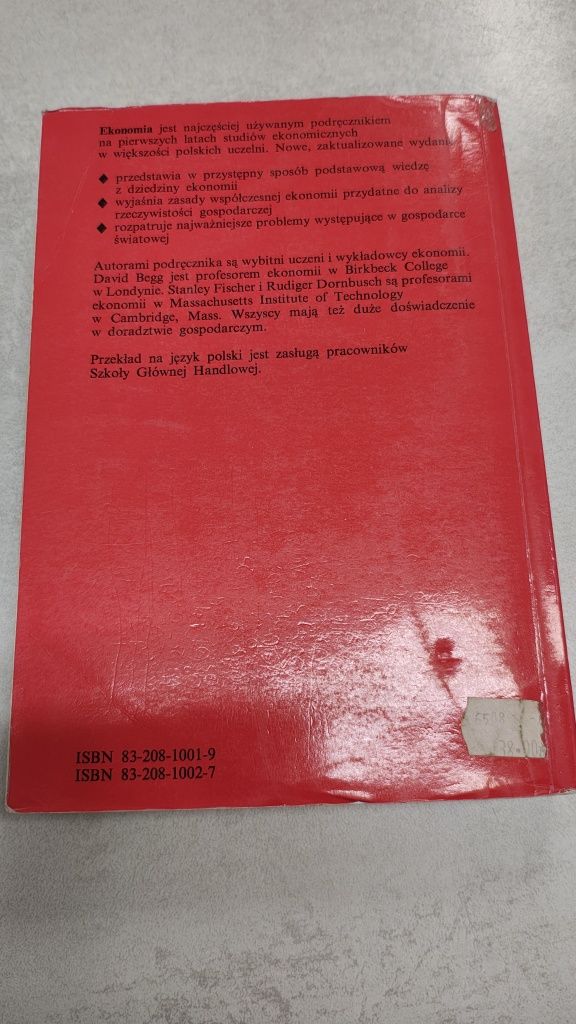 Ekonomia jest najczęściej używanym podręcznikiem
na pierwszych latach studiów ekonomicznych
w większości polskich uczelni. Nowe, zaktualizowane wydanie
◆ przedstawia w przystępny sposób podstawową wiedzę
z dziedziny ekonomii
◆ wyjaśnia zasady współczesnej ekonomii przydatne do analizy
rzeczywistości gospodarczej
◆ rozpatruje najważniejsze problemy występujące w gospodarce
światowej
Autorami podręcznika są wybitni uczeni i wykładowcy ekonomii.
David Begg jest profesorem ekonomii w Birkbeck College
w Londynie. Stanley Fischer i Rudiger Dornbusch są profesorami
ekonomii w Massachusetts Institute of Technology
w Cambridge, Mass. Wszyscy mają też duże doświadczenie
w doradztwie gospodarczym.
Przekład na język polski jest zasługą pracowników
Szkoły Głównej Handlowej.
ISBN 83-208-1001-9
ISBN 83-208-1002-7